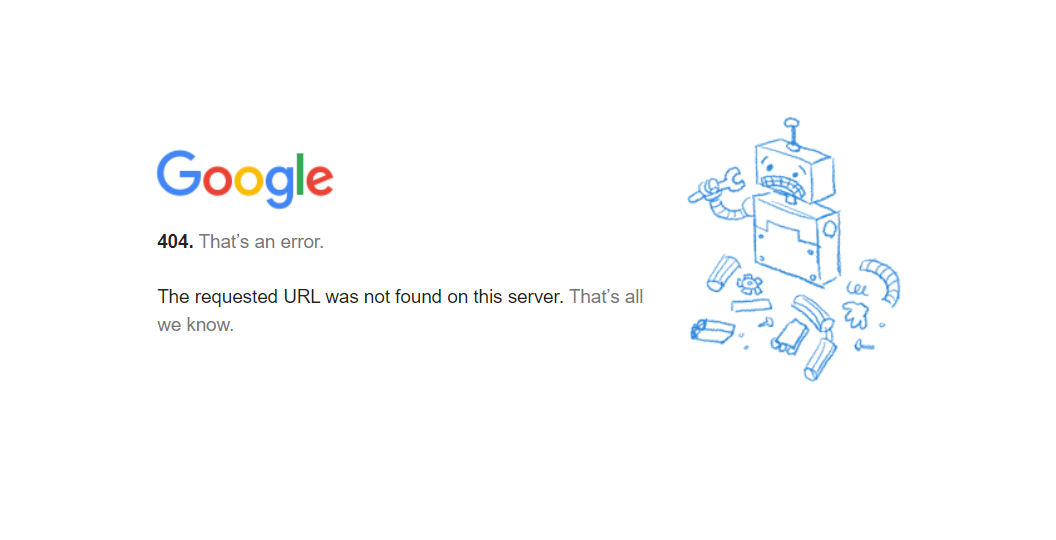 Google
404. That’s an error.
The requested URL was not found on this server. That’s all
we know.